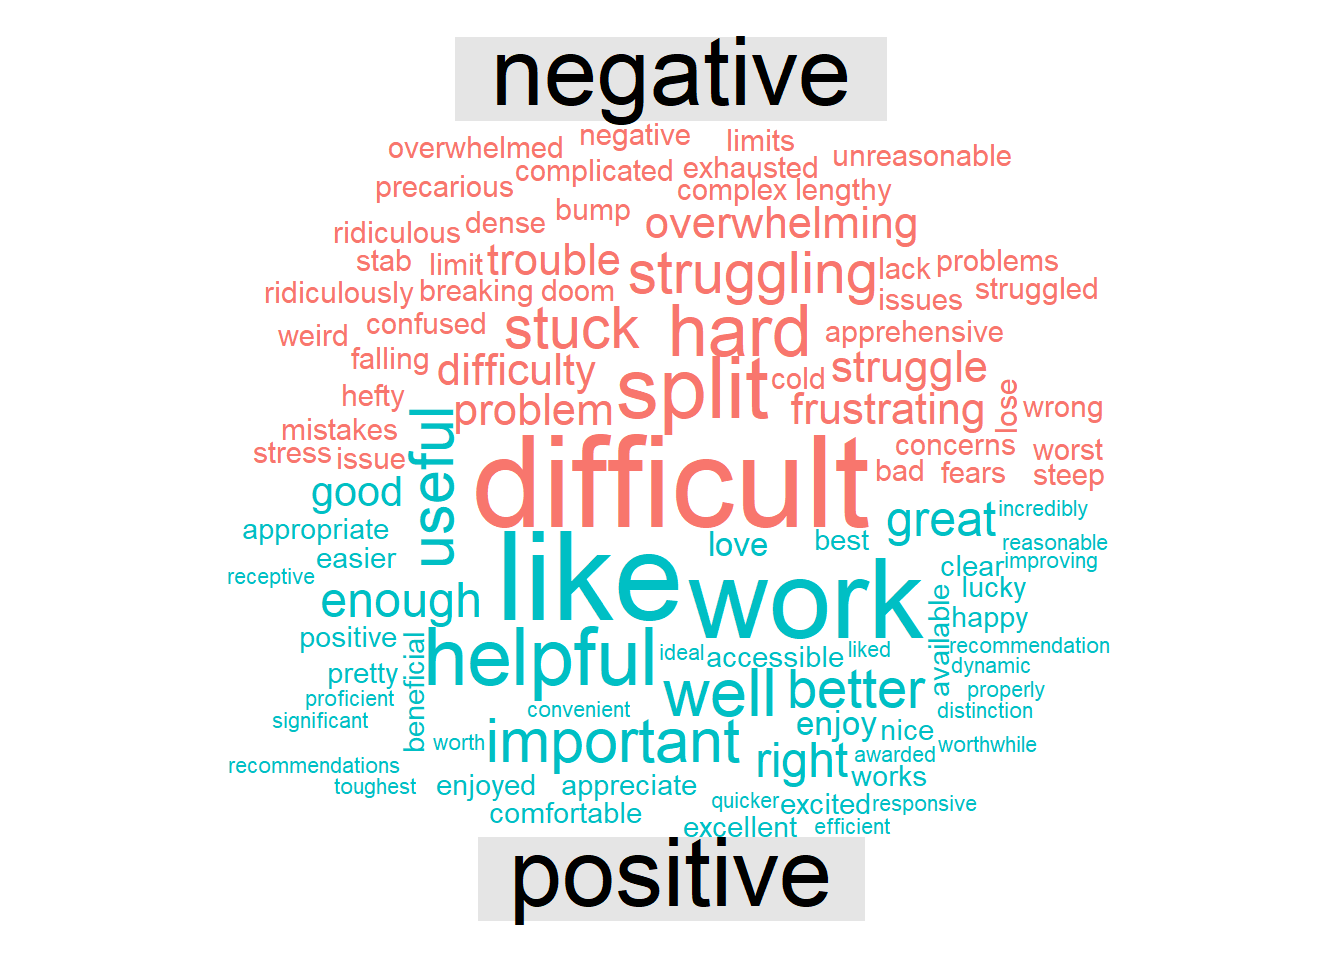 negative
overwhelmed negative limits unreasonable
complicated exhausted
precarious complex lengthy
ridiculous dense bump overwhelming
stab limit trouble struggling lack problems
ridiculously breaking doom issues struggled
weird confused stuck hard apprehensive
falling difficulty split cold struggle
hefty problem frustrating lose wrong
mistakes useful difficult concerns worst
stress issue bad fears steep
good great incredibly
appropriate like love best reasonable
easier work clear improving
receptive available lucky
enough happy
positive beneficial helpful ideal accessible liked recommendation
pretty well better dynamic
proficient properly
significant convenient distinction
worth important enjoy nice worthwhile
recommendations right awarded
toughest enjoyed appreciate works
comfortable quicker excited responsive
excellent efficient
positive